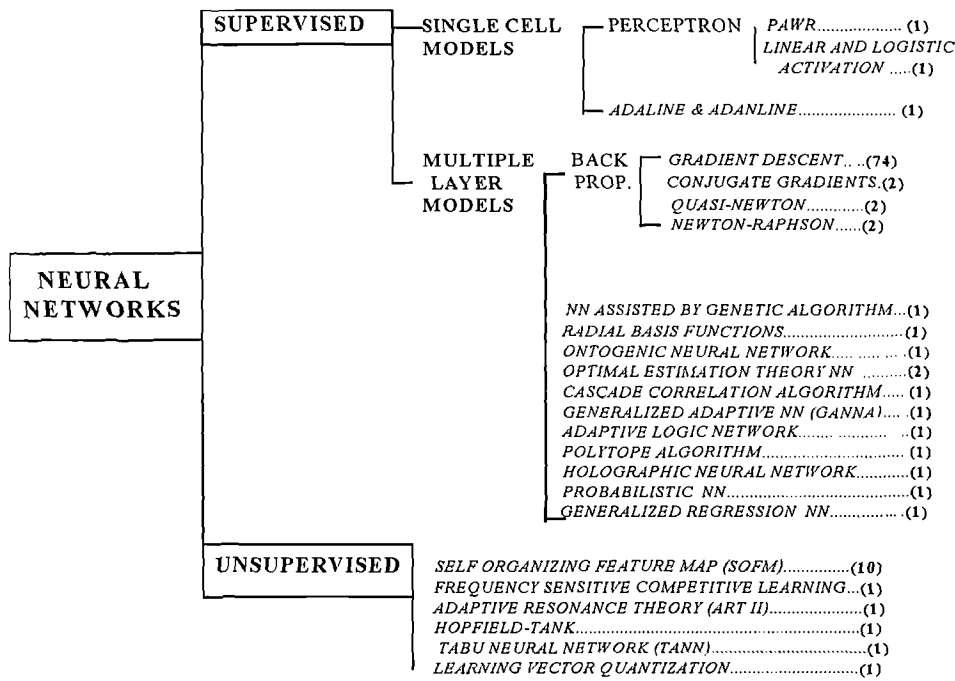 SUPERVISED
SINGLE CELL
MODELS
PERCEPTRON
PAWR.................... (1)
LINEAR AND LOGISTIC
ACTIVATION .....(1)
ADALINE & ADANLINE...................... (1)
MULTIPLE
LAYER
MODELS
BACK
PROP.
GRADIENT DESCENT.. ..(74)
CONJUGATE GRADIENTS.(2)
QUASI-NEWTON.............(2)
NEWTON-RAPHSON......(2)
NEURAL
NETWORKS
NN ASSISTED BY GENETIC ALGORITHM...(1)
RADIAL BASIS FUNCTIONS............................(1)
ONTOGENIC NEURAL NETWORK..... ... ... .(1)
OPTIMAL ESTIMATION THEORY NN ..........(2)
CASCADE CORRELATION ALGORITHM..... (1)
GENERALIZED ADAPTIVE NN (GANNA).... .(1)
ADAPTIVE LOGIC NETWORK........ ... ..(1)
POLYTOPE ALGORITHM..................................(1)
HOLOGRAPHIC NEURAL NETWORK............(1)
PROBABILISTIC NN..........................................(1)
GENERALIZED REGRESSION NN................(1)
UNSUPERVISED
SELF ORGANIZING FEATURE MAP (SOFM)...............(10)
FREQUENCY SENSITIVE COMPETITIVE LEARNING...(1)
ADAPTIVE RESONANCE THEORY (ART II).....................(1)
HOPFIELD-TANK.................................................................(1)
TABU NEURAL NETWORK (TANN)....................................(1)
LEARNING VECTOR QUANTIZATION.............................(1)